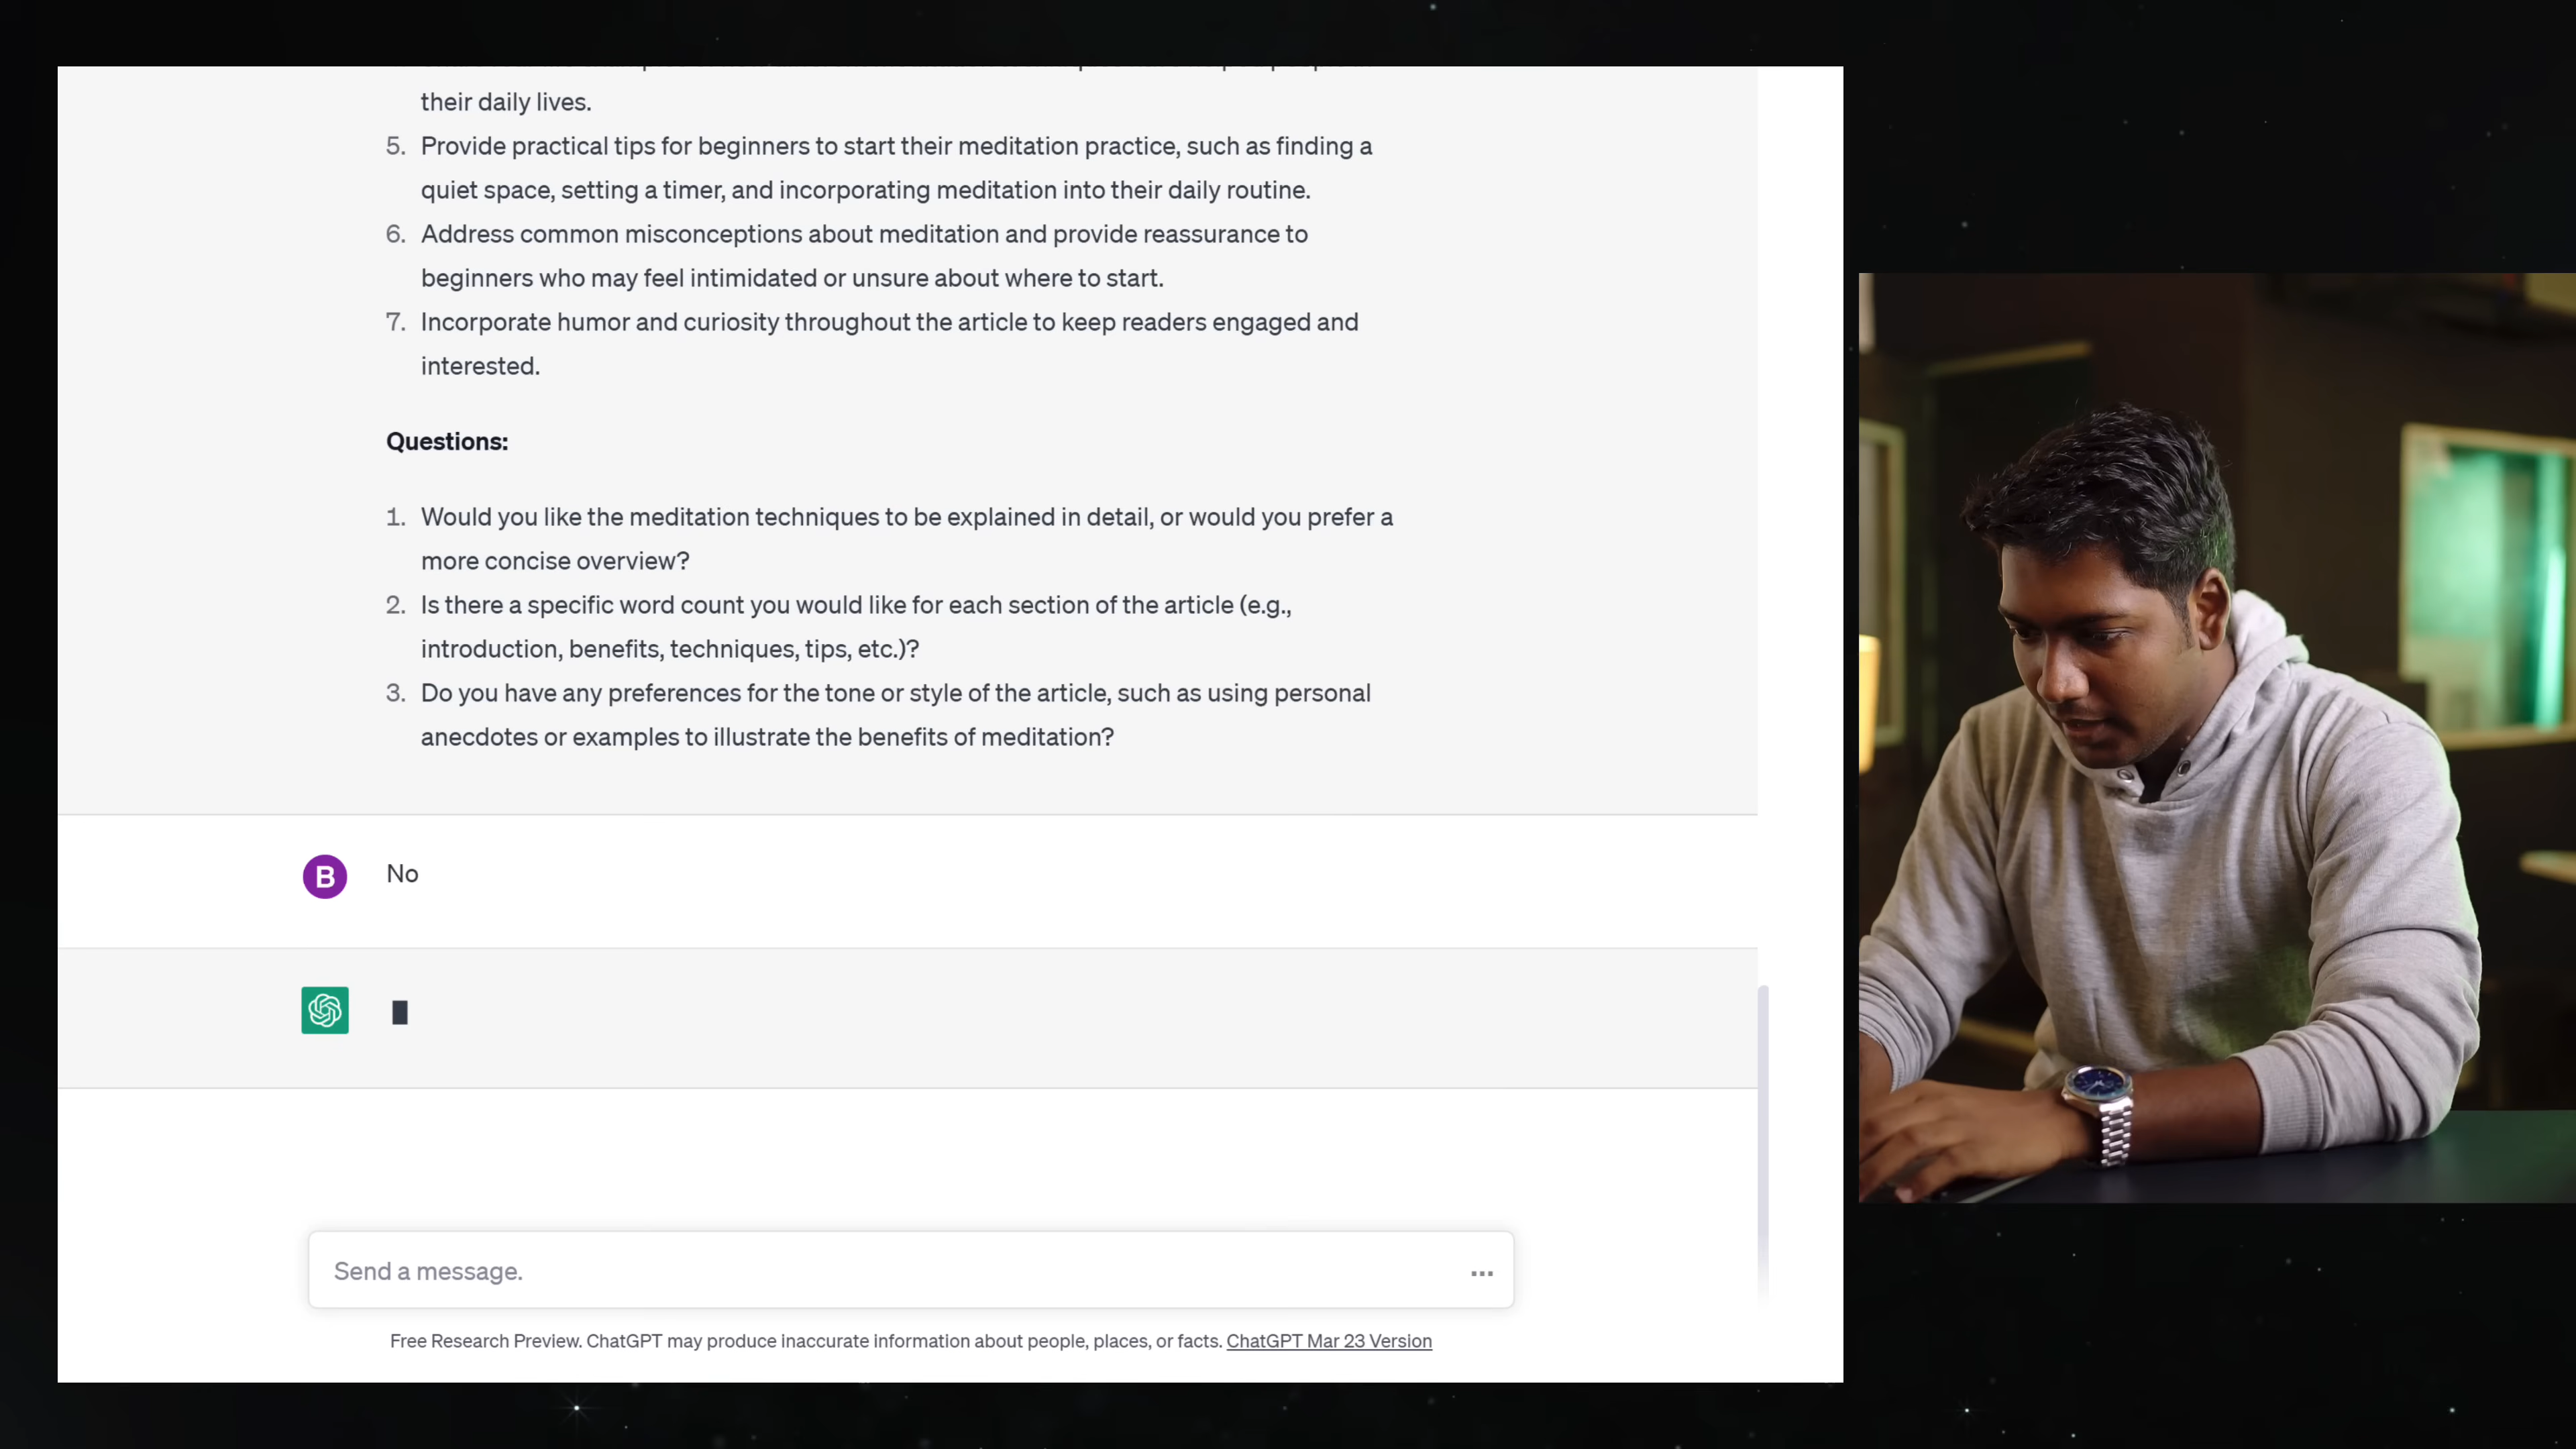 their daily lives.
5. Provide practical tips for beginners to start their meditation practice, such as finding a
quiet space, setting a timer, and incorporating meditation into their daily routine.
6. Address common misconceptions about meditation and provide reassurance to
beginners who may feel intimidated or unsure about where to start.
7. Incorporate humor and curiosity throughout the article to keep readers engaged and
interested.
Questions:
1. Would you like the meditation techniques to be explained in detail, or would you prefer a
more concise overview?
2. Is there a specific word count you would like for each section of the article (e.g.,
introduction, benefits, techniques, tips, etc.)?
3. Do you have any preferences for the tone or style of the article, such as using personal
anecdotes or examples to illustrate the benefits of meditation?
B No
Send a message.
Free Research Preview. ChatGPT may produce inaccurate information about people, places, or facts. ChatGPT Mar 23 Version